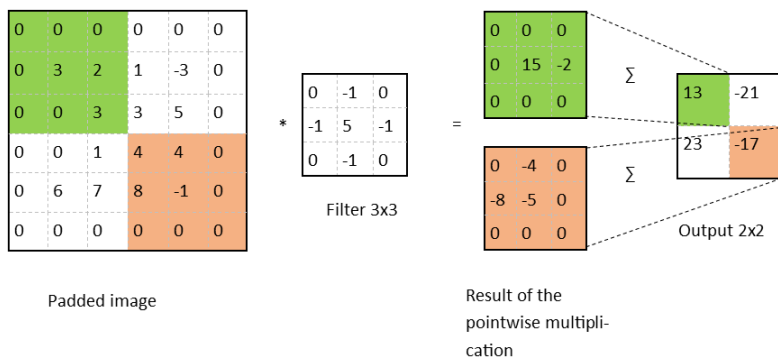 0 0 0 0 0 0
0 3 2 1 -3 0
0 0 3 3 5 0
0 0 1 4 4 0
0 6 7 8 -1 0
0 0 0 0 0 0
Padded image
*
0 -1 0
-1 5 -1
0 -1 0
Filter 3x3
=
0 0 0
0 15 -2
0 0 0
∑
0 -4 0
-8 -5 0
0 0 0
∑
Result of the
pointwise multipli-
cation
13 -21
23 -17
Output 2x2